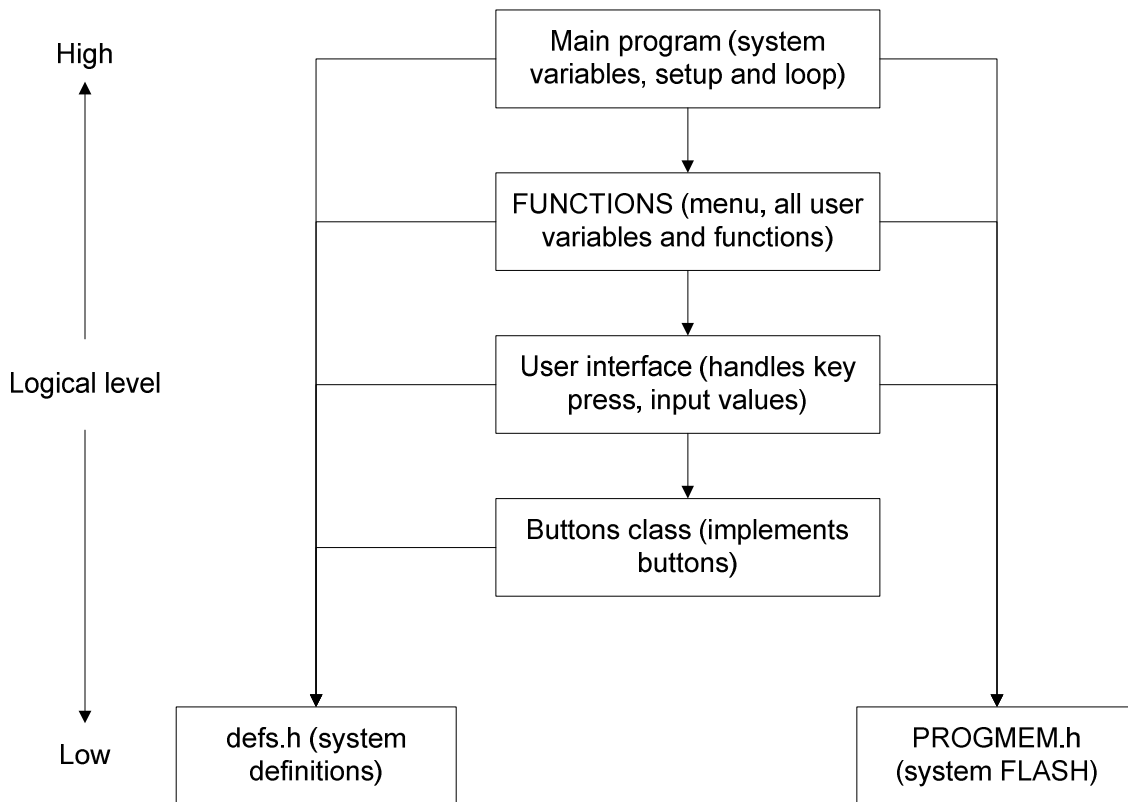 High
Main program (system
variables, setup and loop)
FUNCTIONS (menu, all user
variables and functions)
User interface (handles key
press, input values)
Logical level
Buttons class (implements
buttons)
defs.h (system
definitions)
PROGMEM.h
(system FLASH)
Low